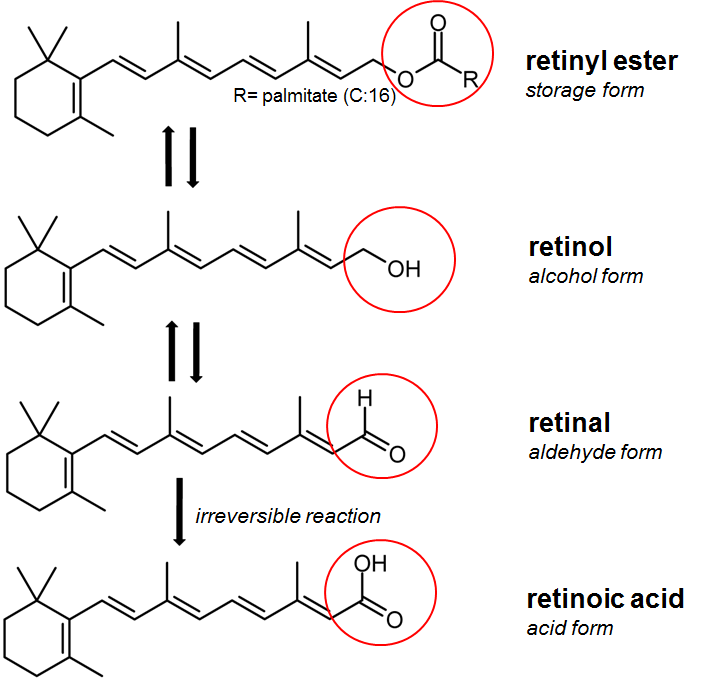 O
O
R
R= palmitate (C:16)
retinyl ester
storage form
OH
retinol
alcohol form
H
O
retinal
aldehyde form
irreversible reaction
OH
O
retinoic acid
acid form